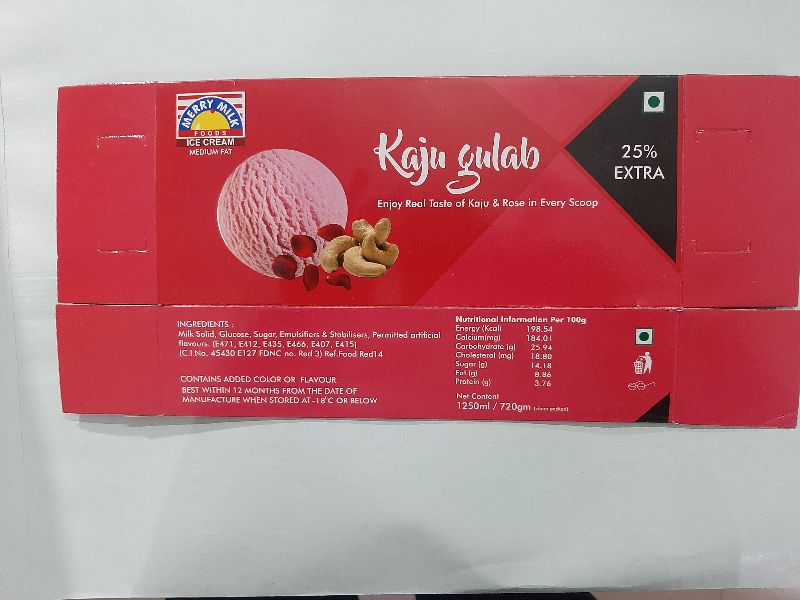 MERRY MILK
FOODS
ICE CREAM
MEDIUM FAT
Kaju gulab
Enjoy Real Taste of Kaju & Rose in Every Scoop
25%
EXTRA
INGREDIENTS :
Milk Solid, Glucose, Sugar, Emulsifiers & Stabilisers, Permitted artificial
flavours. (E471, E412, E435, E466, E407, E415)
(C.I.No. 45430 E127 FDNC no. Red 3) Ref.Food Red14
CONTAINS ADDED COLOR OR FLAVOUR.
BEST WITHIN 12 MONTHS FROM THE DATE OF
MANUFACTURE WHEN STORED AT -18°C OR BELOW
Nutritional Information Per 100g
Energy (Kcal) 198.54
Calcium(mg) 184.01
Carbohydrate (g) 25.94
Cholesterol (mg) 18.80
Sugar (g) 14.18
Fat (g) 8.86
Protein (g) 3.76
Net Content
1250ml / 720gm (when packed)